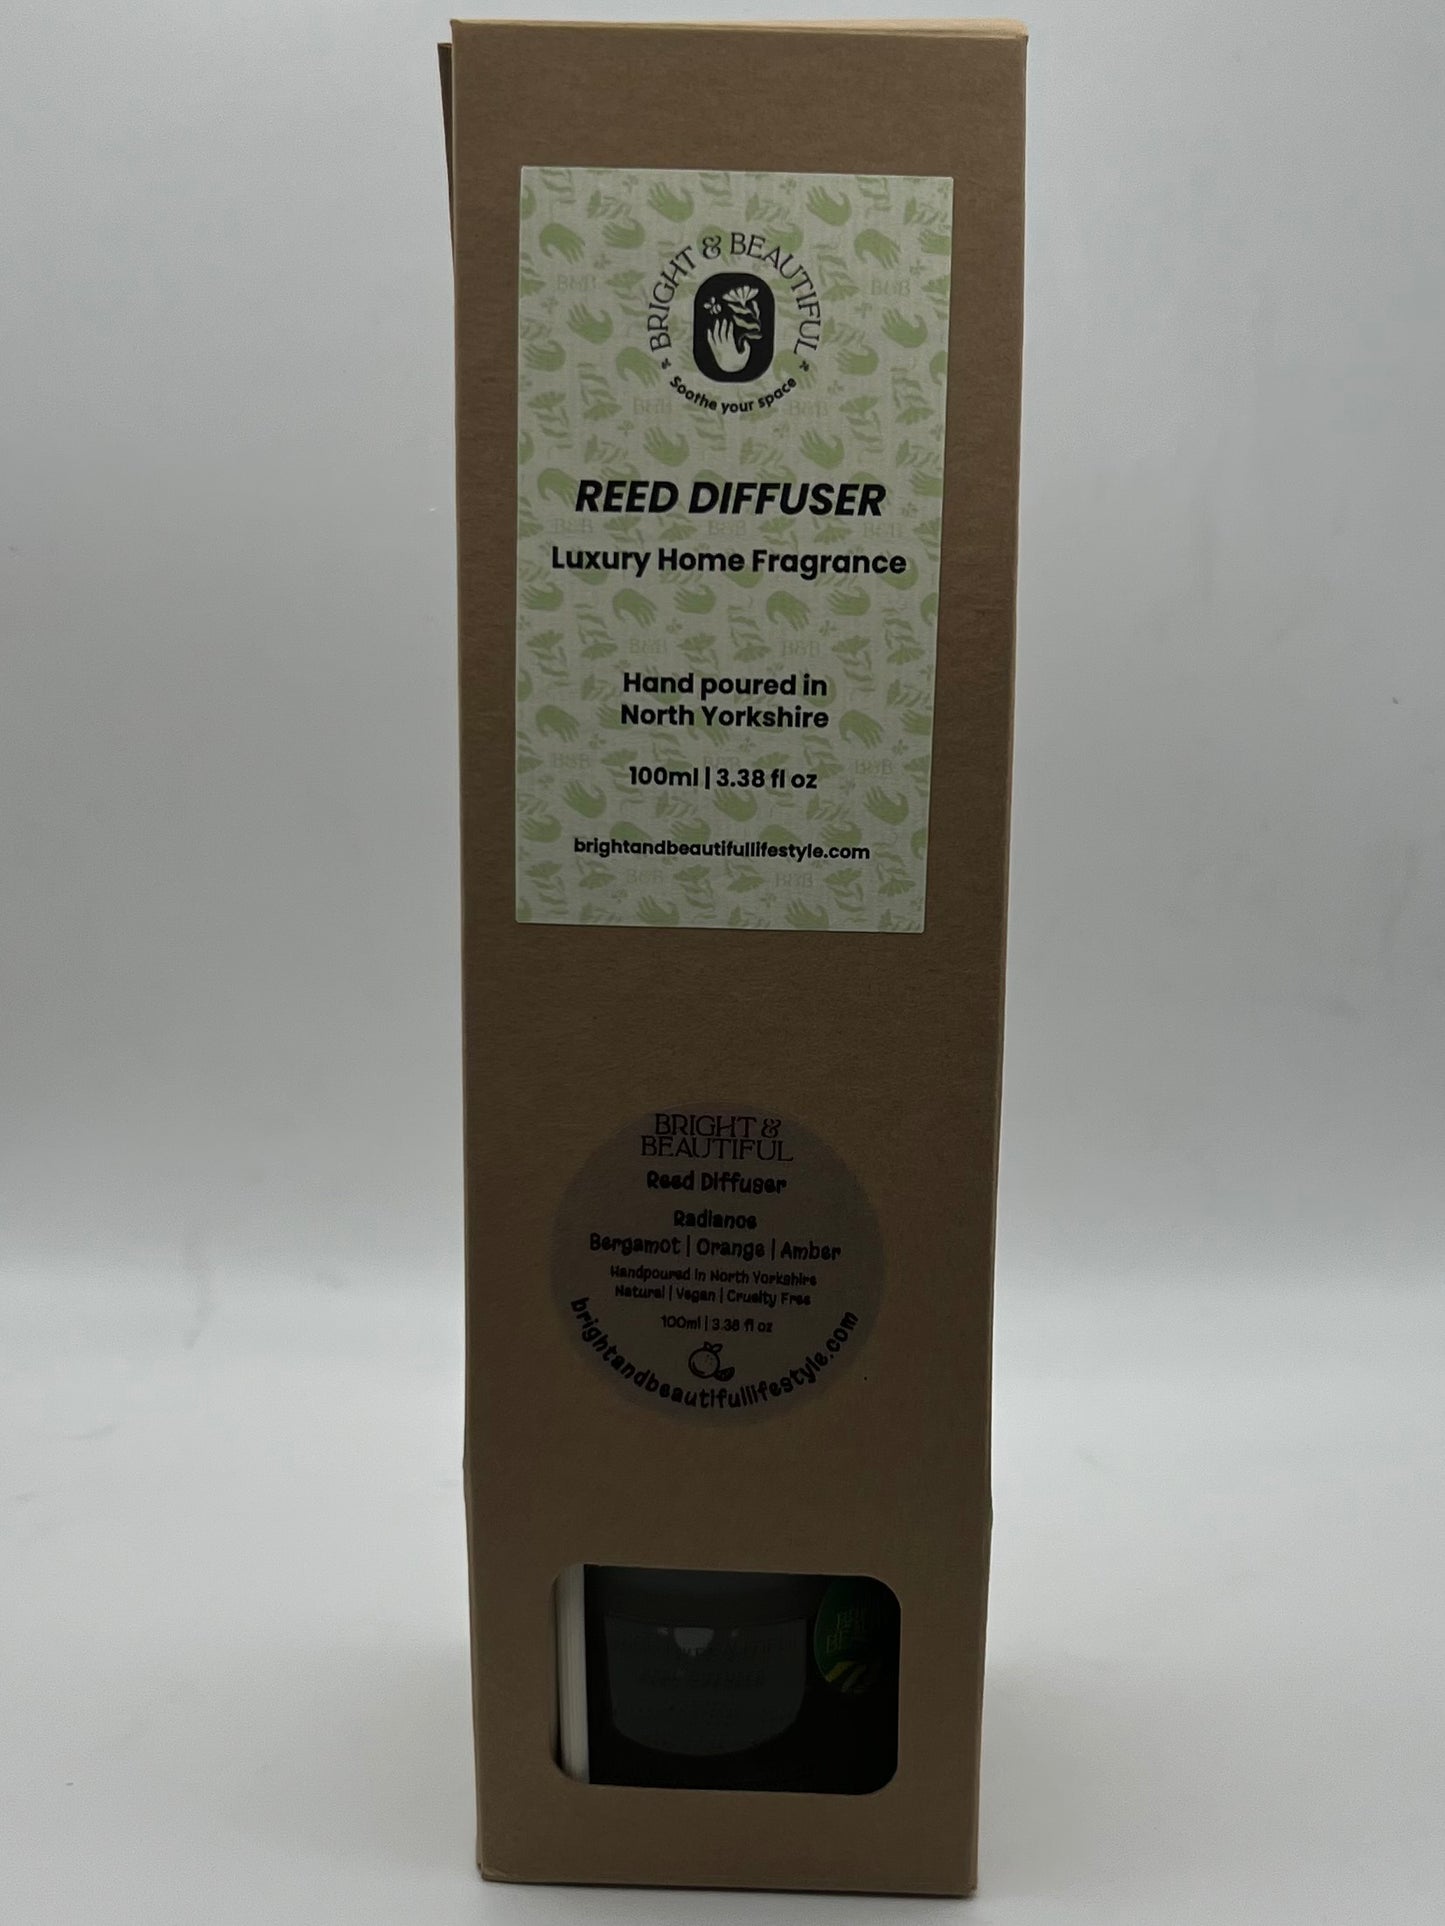 BRIGHT & BEAUTIFUL
Soothe your space
REED DIFFUSER
Luxury Home Fragrance
Hand poured in
North Yorkshire
100ml | 3.38 fl oz
brightandbeautifullifestyle.com
BRIGHT &
BEAUTIFUL
Reed Diffuser
Radiance
Bergamot | Orange | Amber
Handpoured in North Yorkshire
Natural | Vegan | Cruelty Free
100ml | 3.38 fl oz
brightandbeautifullifestyle.com